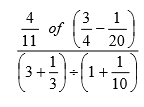 4/11 of (3/4 − 1/20)
(3 + 1/3) ÷ (1 + 1/10)